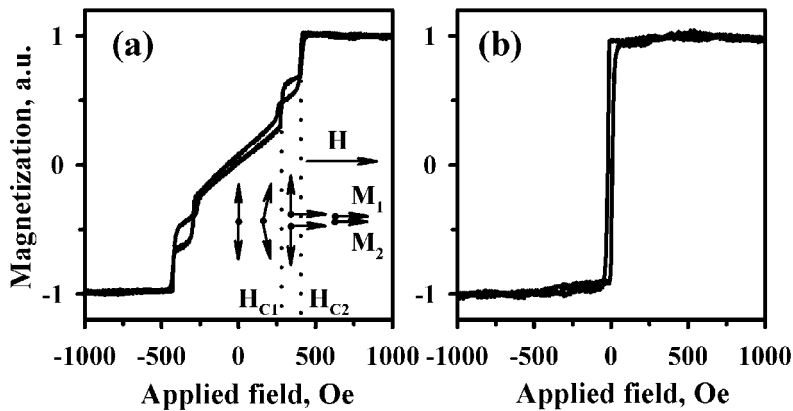 (a)
(b)
Magnetization, a.u.
1
0
-1
H
M1
M2
HC1
HC2
-1000
-500
0
500
1000
Applied field, Oe
1
0
-1
-1000
-500
0
500
1000
Applied field, Oe